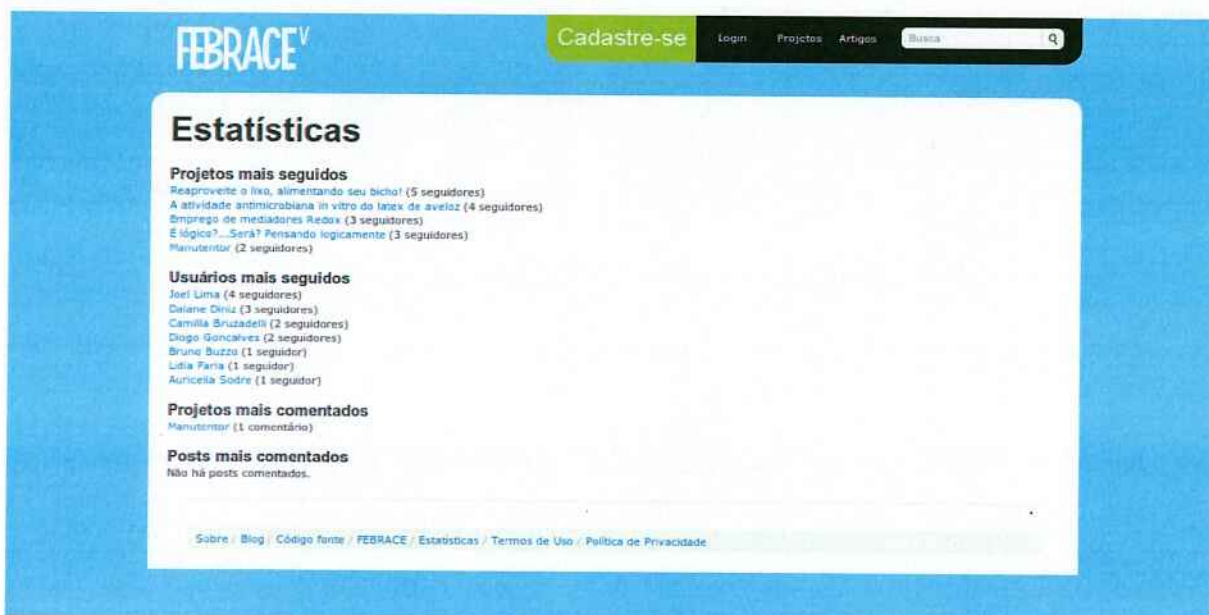 FEBRACEV
Cadastre-se
Login Projetos Artigos Busca
Estatísticas
Projetos mais seguidos
Reaproveite o lixo, alimentando seu bicho! (5 seguidores)
A atividade antimicrobiana in vitro do latex de aveloz (4 seguidores)
Emprego de mediadores Redox (3 seguidores)
É lógico?...Será? Pensando logicamente (3 seguidores)
Manutentor (2 seguidores)
Usuários mais seguidos
Joel Lima (4 seguidores)
Daiane Diniz (3 seguidores)
Camilla Bruzadelli (2 seguidores)
Diogo Goncalves (2 seguidores)
Bruno Buzzo (1 seguidor)
Lidia Faria (1 seguidor)
Auricelia Sodre (1 seguidor)
Projetos mais comentados
Manutentor (1 comentário)
Posts mais comentados
Não há posts comentados.
Sobre / Blog / Código fonte / FEBRACE / Estatísticas / Termos de Uso / Política de Privacidade